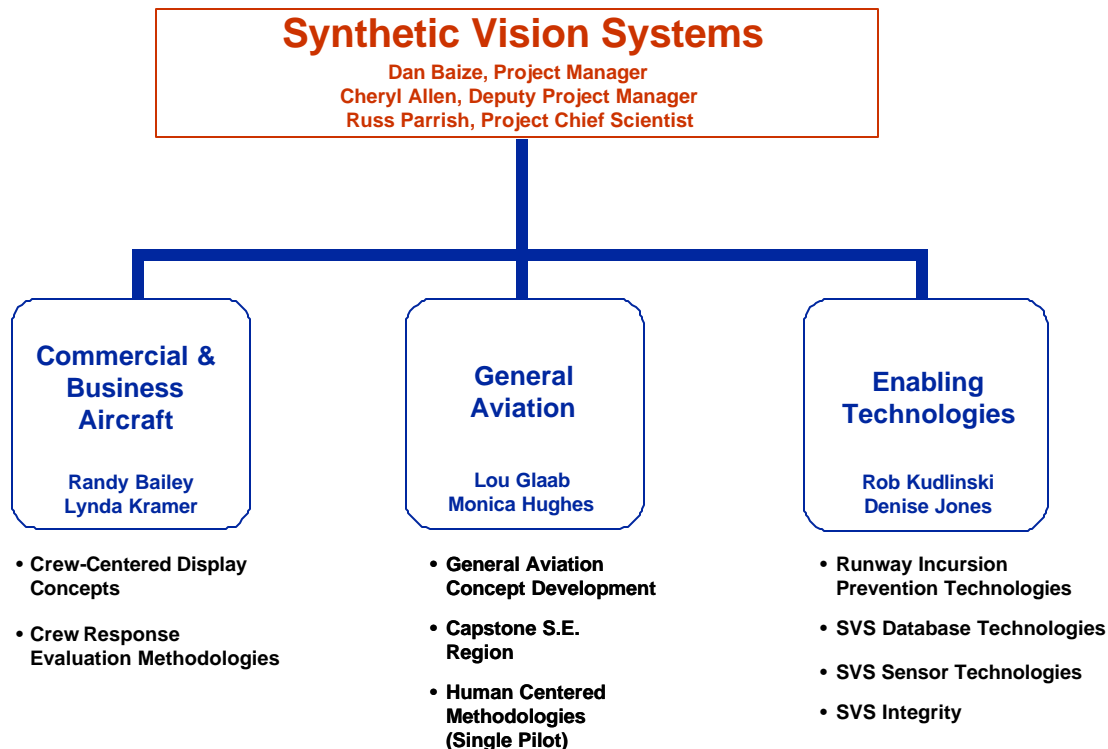 Synthetic Vision Systems
Dan Baize, Project Manager
Cheryl Allen, Deputy Project Manager
Russ Parrish, Project Chief Scientist
Commercial &
Business
Aircraft
Randy Bailey
Lynda Kramer
• Crew-Centered Display
Concepts
• Crew Response
Evaluation Methodologies
General
Aviation
Lou Glaab
Monica Hughes
• General Aviation
Concept Development
• Capstone S.E.
Region
• Human Centered
Methodologies
(Single Pilot)
Enabling
Technologies
Rob Kudlinski
Denise Jones
• Runway Incursion
Prevention Technologies
• SVS Database Technologies
• SVS Sensor Technologies
• SVS Integrity